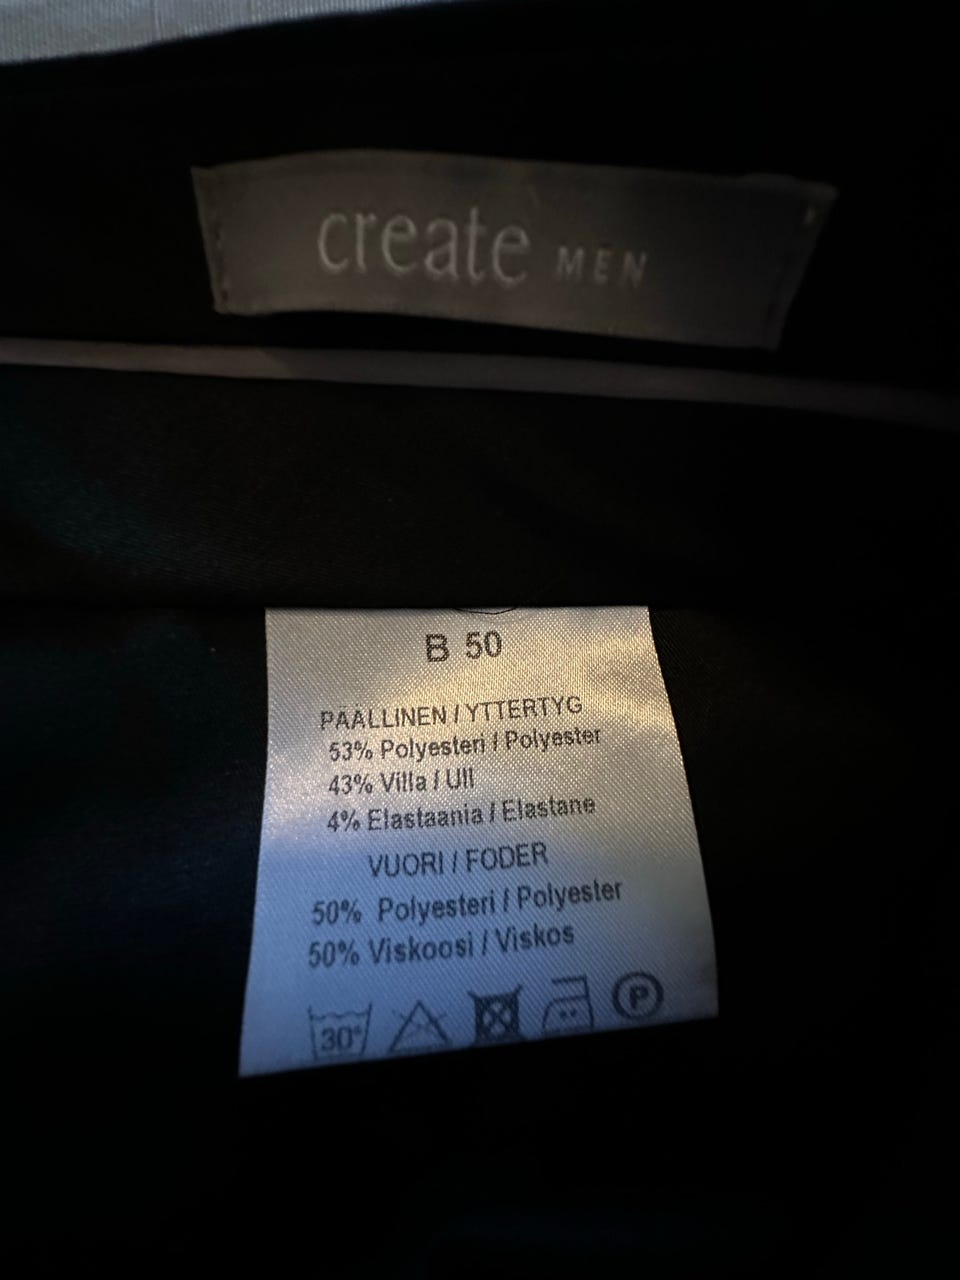 create MEN
B 50
PÄÄLLINEN / YTTERTYG
53% Polyesteri / Polyester
43% Villa / Ull
4% Elastaania / Elastane
VUORI / FODER
50% Polyesteri / Polyester
50% Viskoosi / Viskos
30° P